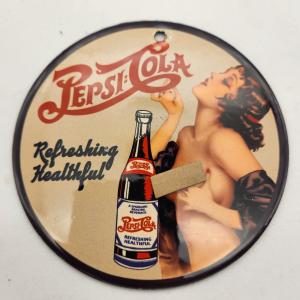 PEPSI-COLA
Refreshing
Healthful
PEPSI-COLA
REFRESHING
HEALTHFUL